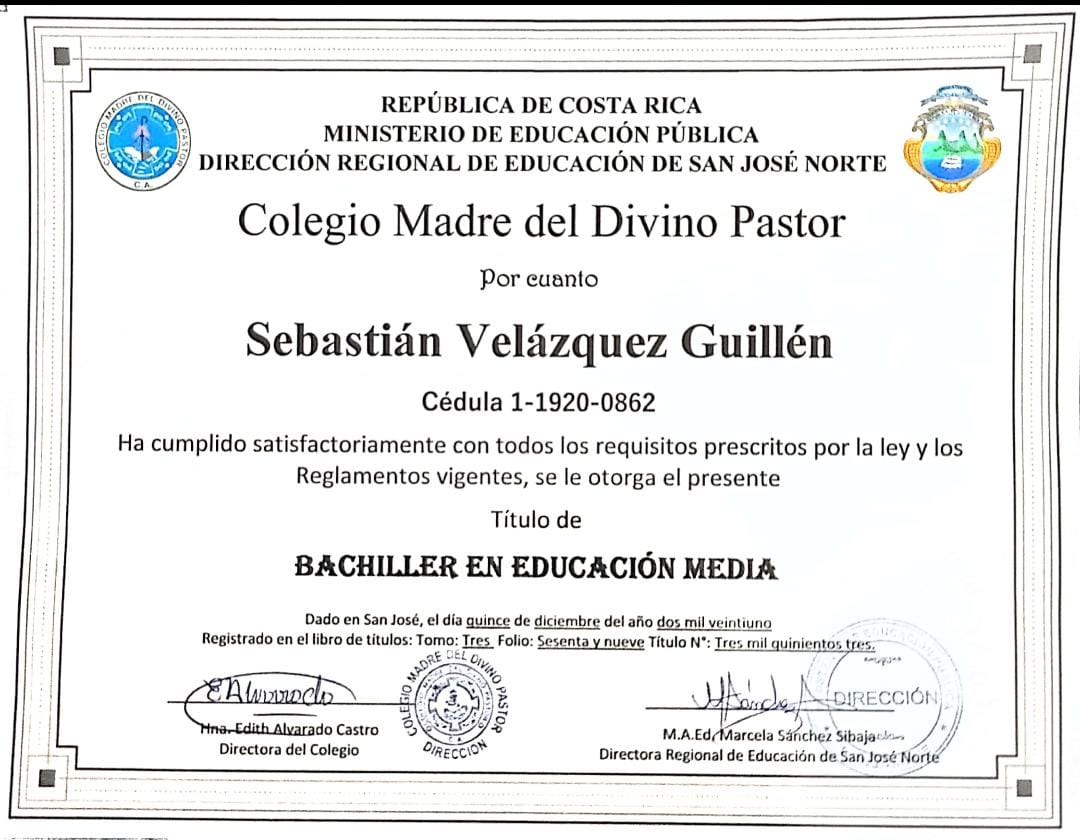 REPÚBLICA DE COSTA RICA
MINISTERIO DE EDUCACIÓN PÚBLICA
DIRECCIÓN REGIONAL DE EDUCACIÓN DE SAN JOSÉ NORTE
COLEGIO MADRE DEL DIVINO PASTOR
C.A.
Colegio Madre del Divino Pastor
Por cuanto
Sebastián Velázquez Guillén
Cédula 1-1920-0862
Ha cumplido satisfactoriamente con todos los requisitos prescritos por la ley y los
Reglamentos vigentes, se le otorga el presente
Título de
BACHILLER EN EDUCACIÓN MEDIA
Dado en San José, el día quince de diciembre del año dos mil veintiuno
Registrado en el libro de títulos: Tomo: Tres Folio: Sesenta y nueve Título N°: Tres mil quinientos tres.
EAlvarado
Hna. Edith Alvarado Castro
Directora del Colegio
COLEGIO MADRE DEL DIVINO PASTOR
DIRECCIÓN
DIRECCIÓN
M.A.Ed, Marcela Sánchez Sibaja
Directora Regional de Educación de San José Norte